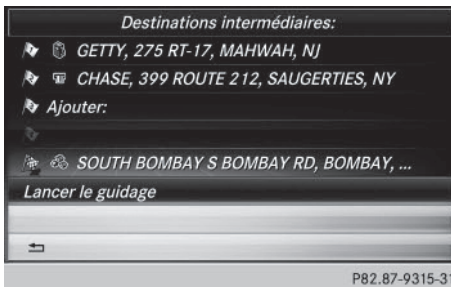 Destinations intermédiaires:
GETTY, 275 RT-17, MAHWAH, NJ
CHASE, 399 ROUTE 212, SAUGERTIES, NY
Ajouter:
SOUTH BOMBAY S BOMBAY RD, BOMBAY, ...
Lancer le guidage
P82.87-9315-31